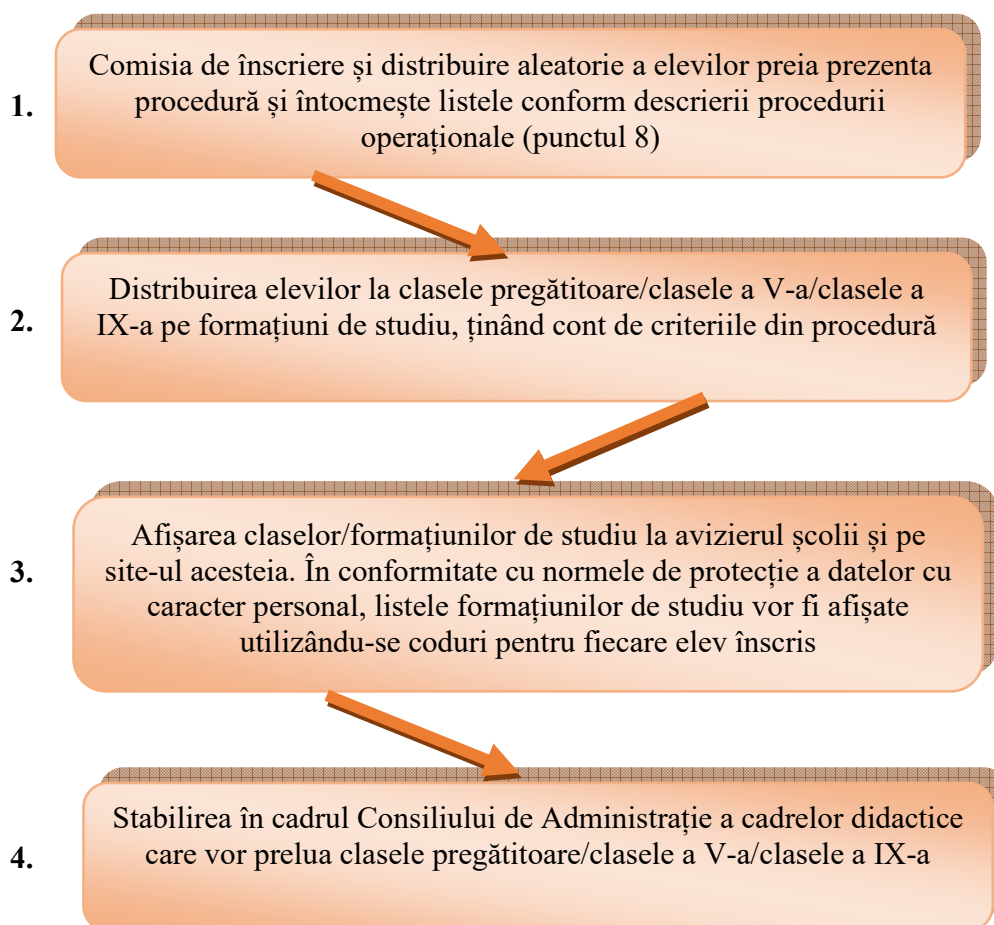 1.
Comisia de înscriere și distribuire aleatorie a elevilor preia prezenta
procedură și întocmește listele conform descrierii procedurii
operaționale (punctul 8)
2.
Distribuirea elevilor la clasele pregătitoare/clasele a V-a/clasele a
IX-a pe formațiuni de studiu, ținând cont de criteriile din procedură
3.
Afișarea claselor/formațiunilor de studiu la avizierul școlii și pe
site-ul acesteia. În conformitate cu normele de protecție a datelor cu
caracter personal, listele formațiunilor de studiu vor fi afișate
utilizându-se coduri pentru fiecare elev înscris
4.
Stabilirea în cadrul Consiliului de Administrație a cadrelor didactice
care vor prelua clasele pregătitoare/clasele a V-a/clasele a IX-a